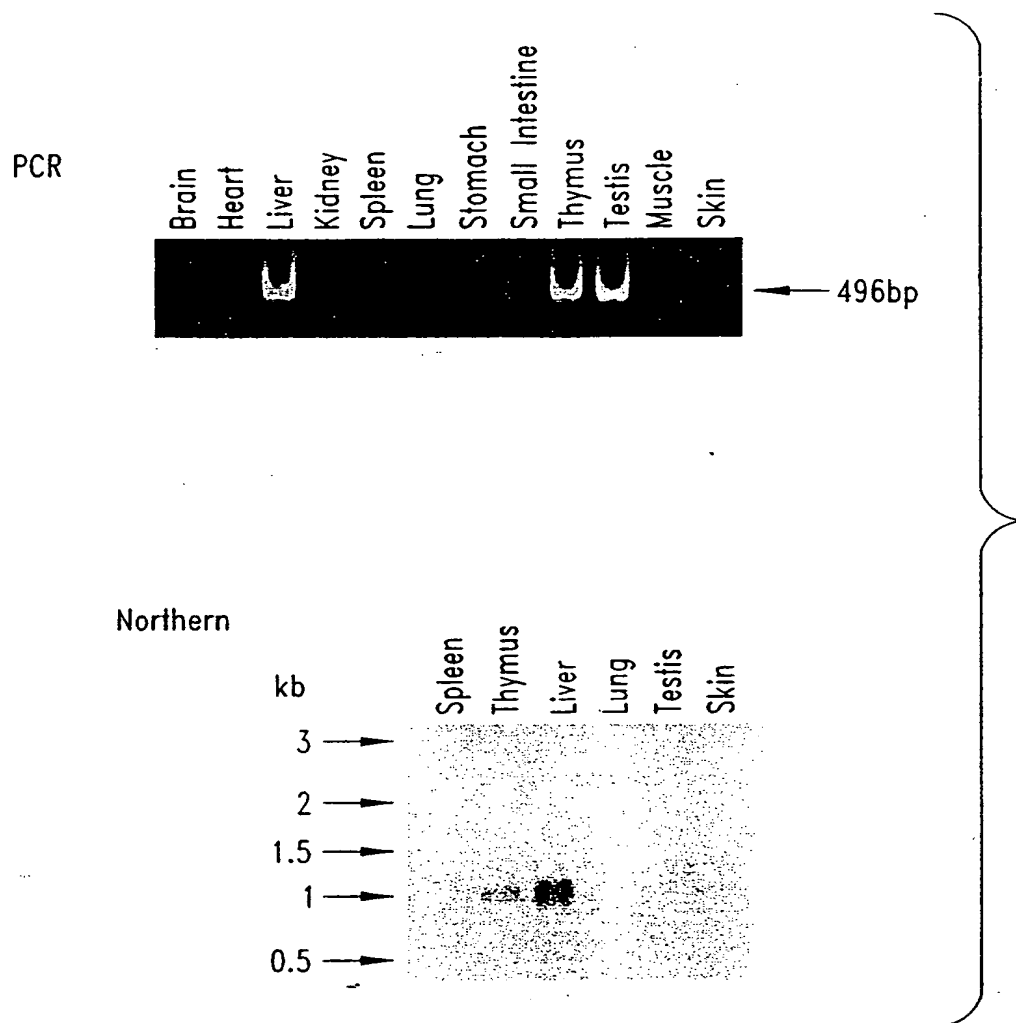 PCR
Brain
Heart
Liver
Kidney
Spleen
Lung
Stomach
Small Intestine
Thymus
Testis
Muscle
Skin
496bp
Northern
kb
Spleen
Thymus
Liver
Lung
Testis
Skin
3
2
1.5
1
0.5